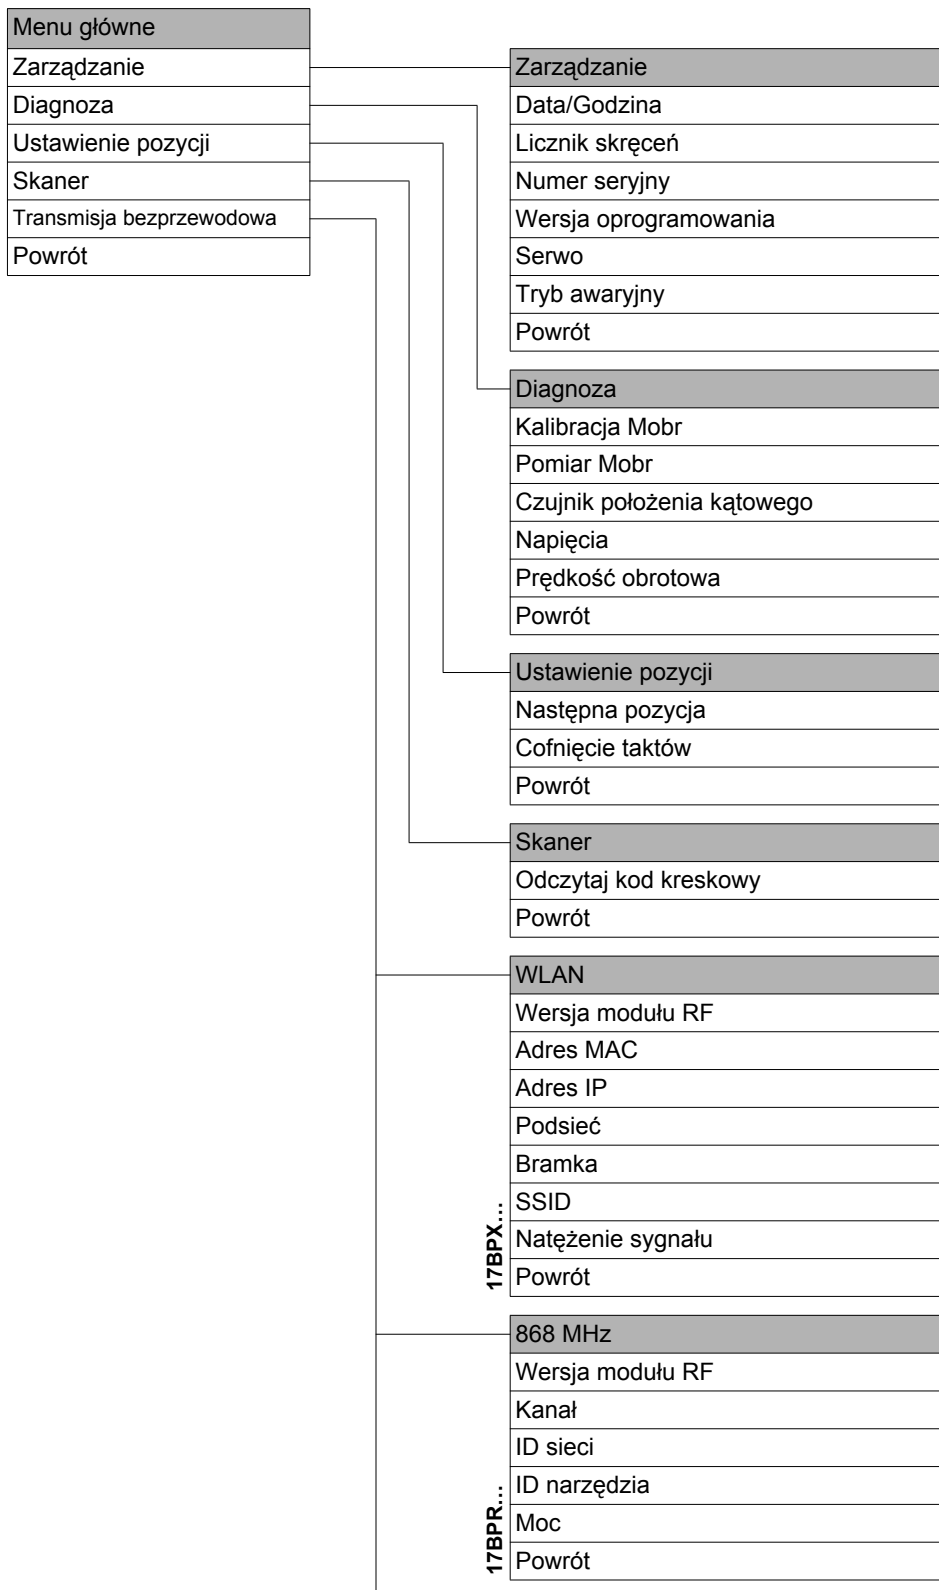 Menu główne
Zarządzanie
Diagnoza
Ustawienie pozycji
Skaner
Transmisja bezprzewodowa
Powrót
Zarządzanie
Data/Godzina
Licznik skręceń
Numer seryjny
Wersja oprogramowania
Serwo
Tryb awaryjny
Powrót
Diagnoza
Kalibracja Mobr
Pomiar Mobr
Czujnik położenia kątowego
Napięcia
Prędkość obrotowa
Powrót
Ustawienie pozycji
Następna pozycja
Cofnięcie taktów
Powrót
Skaner
Odczytaj kod kreskowy
Powrót
17BPX...
WLAN
Wersja modułu RF
Adres MAC
Adres IP
Podsieć
Bramka
SSID
Natężenie sygnału
Powrót
17BPR...
868 MHz
Wersja modułu RF
Kanał
ID sieci
ID narzędzia
Moc
Powrót